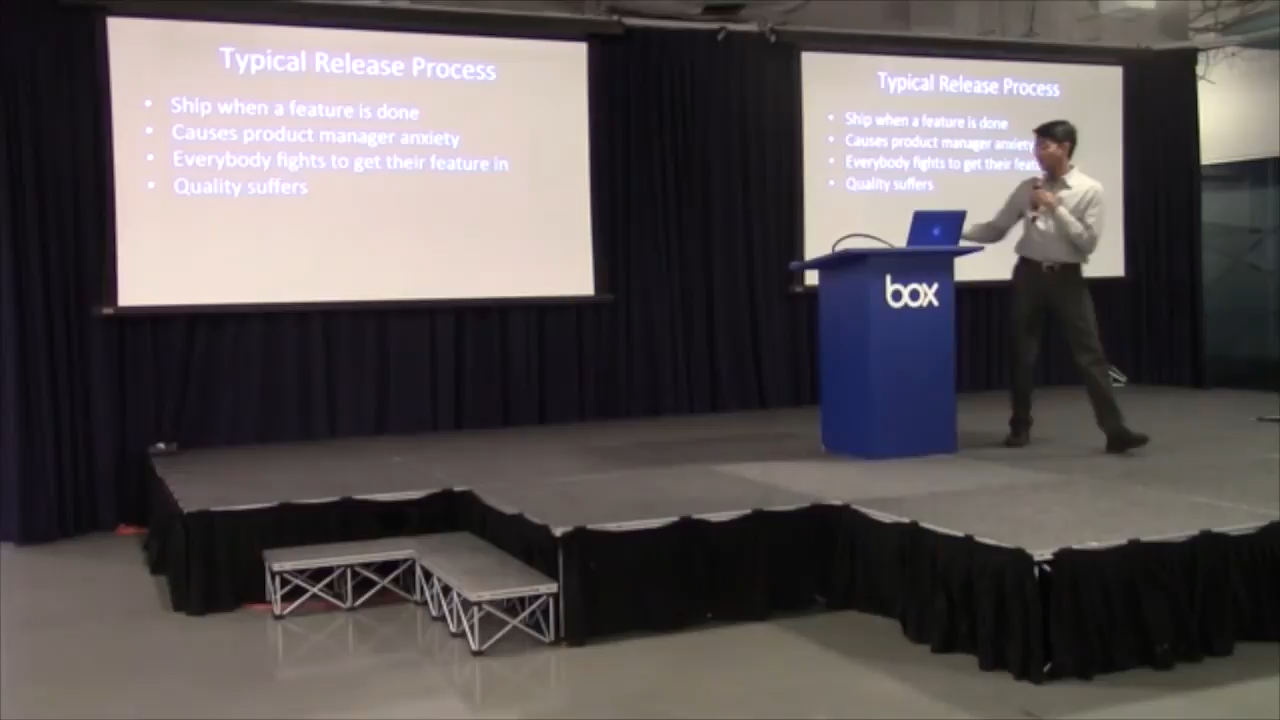 Typical Release Process
• Ship when a feature is done
• Causes product manager anxiety
• Everybody fights to get their feature in
• Quality suffers
Typical Release Process
• Ship when a feature is done
• Causes product manager anxiety
• Everybody fights to get their feat
• Quality suffers
box